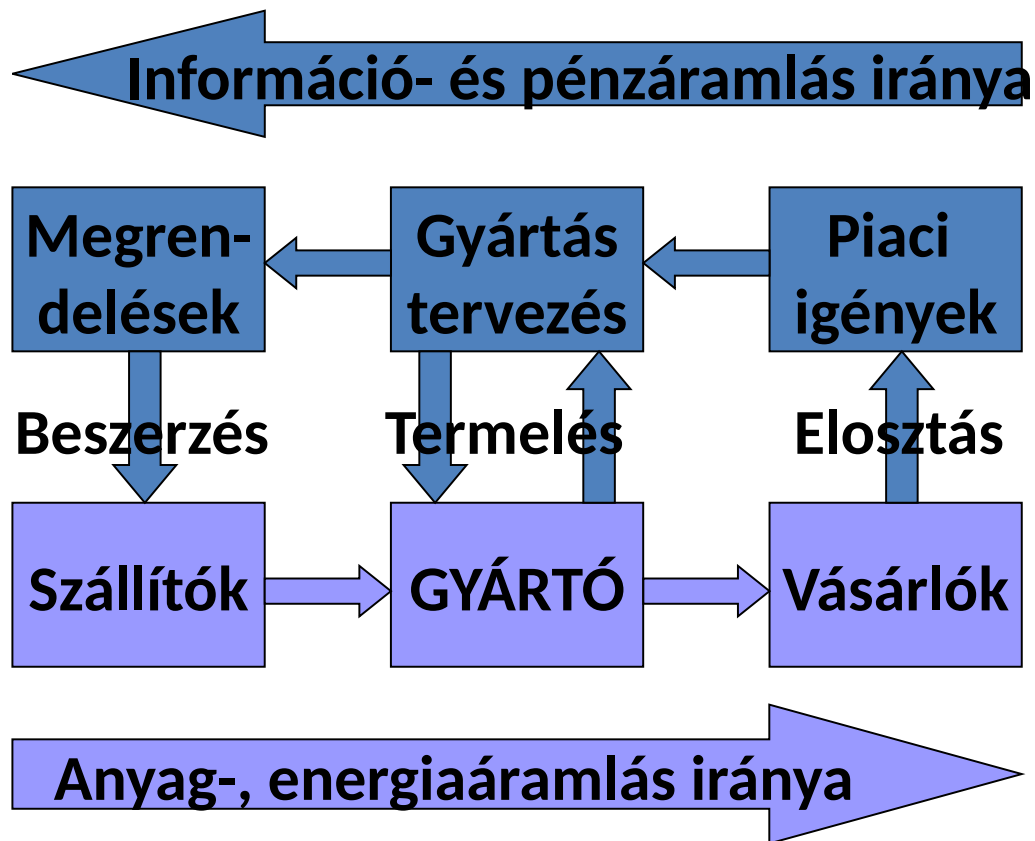 Információ- és pénzáramlás iránya
Megren-
delések
Gyártás
tervezés
Piaci
igények
Beszerzés
Termelés
Elosztás
Szállítók
GYÁRTÓ
Vásárlók
Anyag-, energiaáramlás iránya